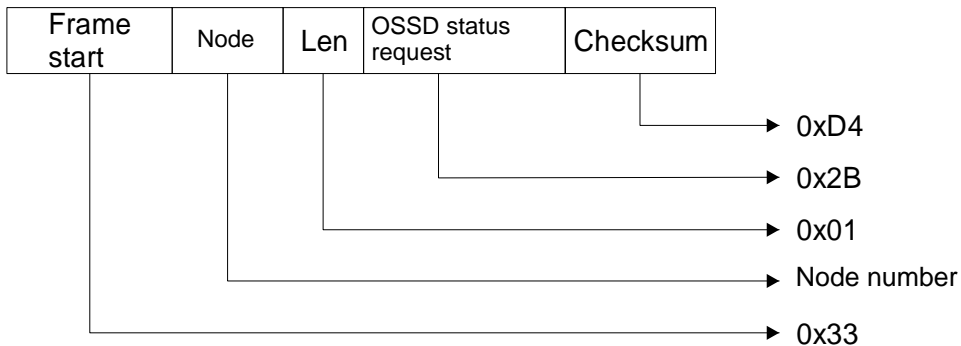 Frame
start
Node
Len
OSSD status
request
Checksum
0xD4
0x2B
0x01
Node number
0x33